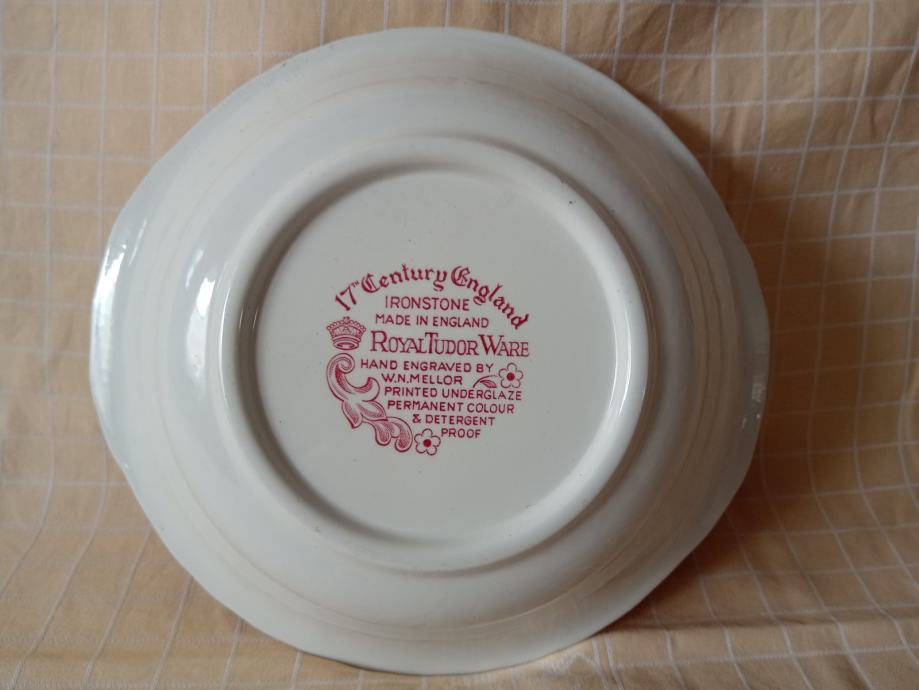 17TH Century England
IRONSTONE
MADE IN ENGLAND
ROYAL TUDOR WARE
HAND ENGRAVED BY
W.N.MELLOR
PRINTED UNDERGLAZE
PERMANENT COLOUR
& DETERGENT
PROOF